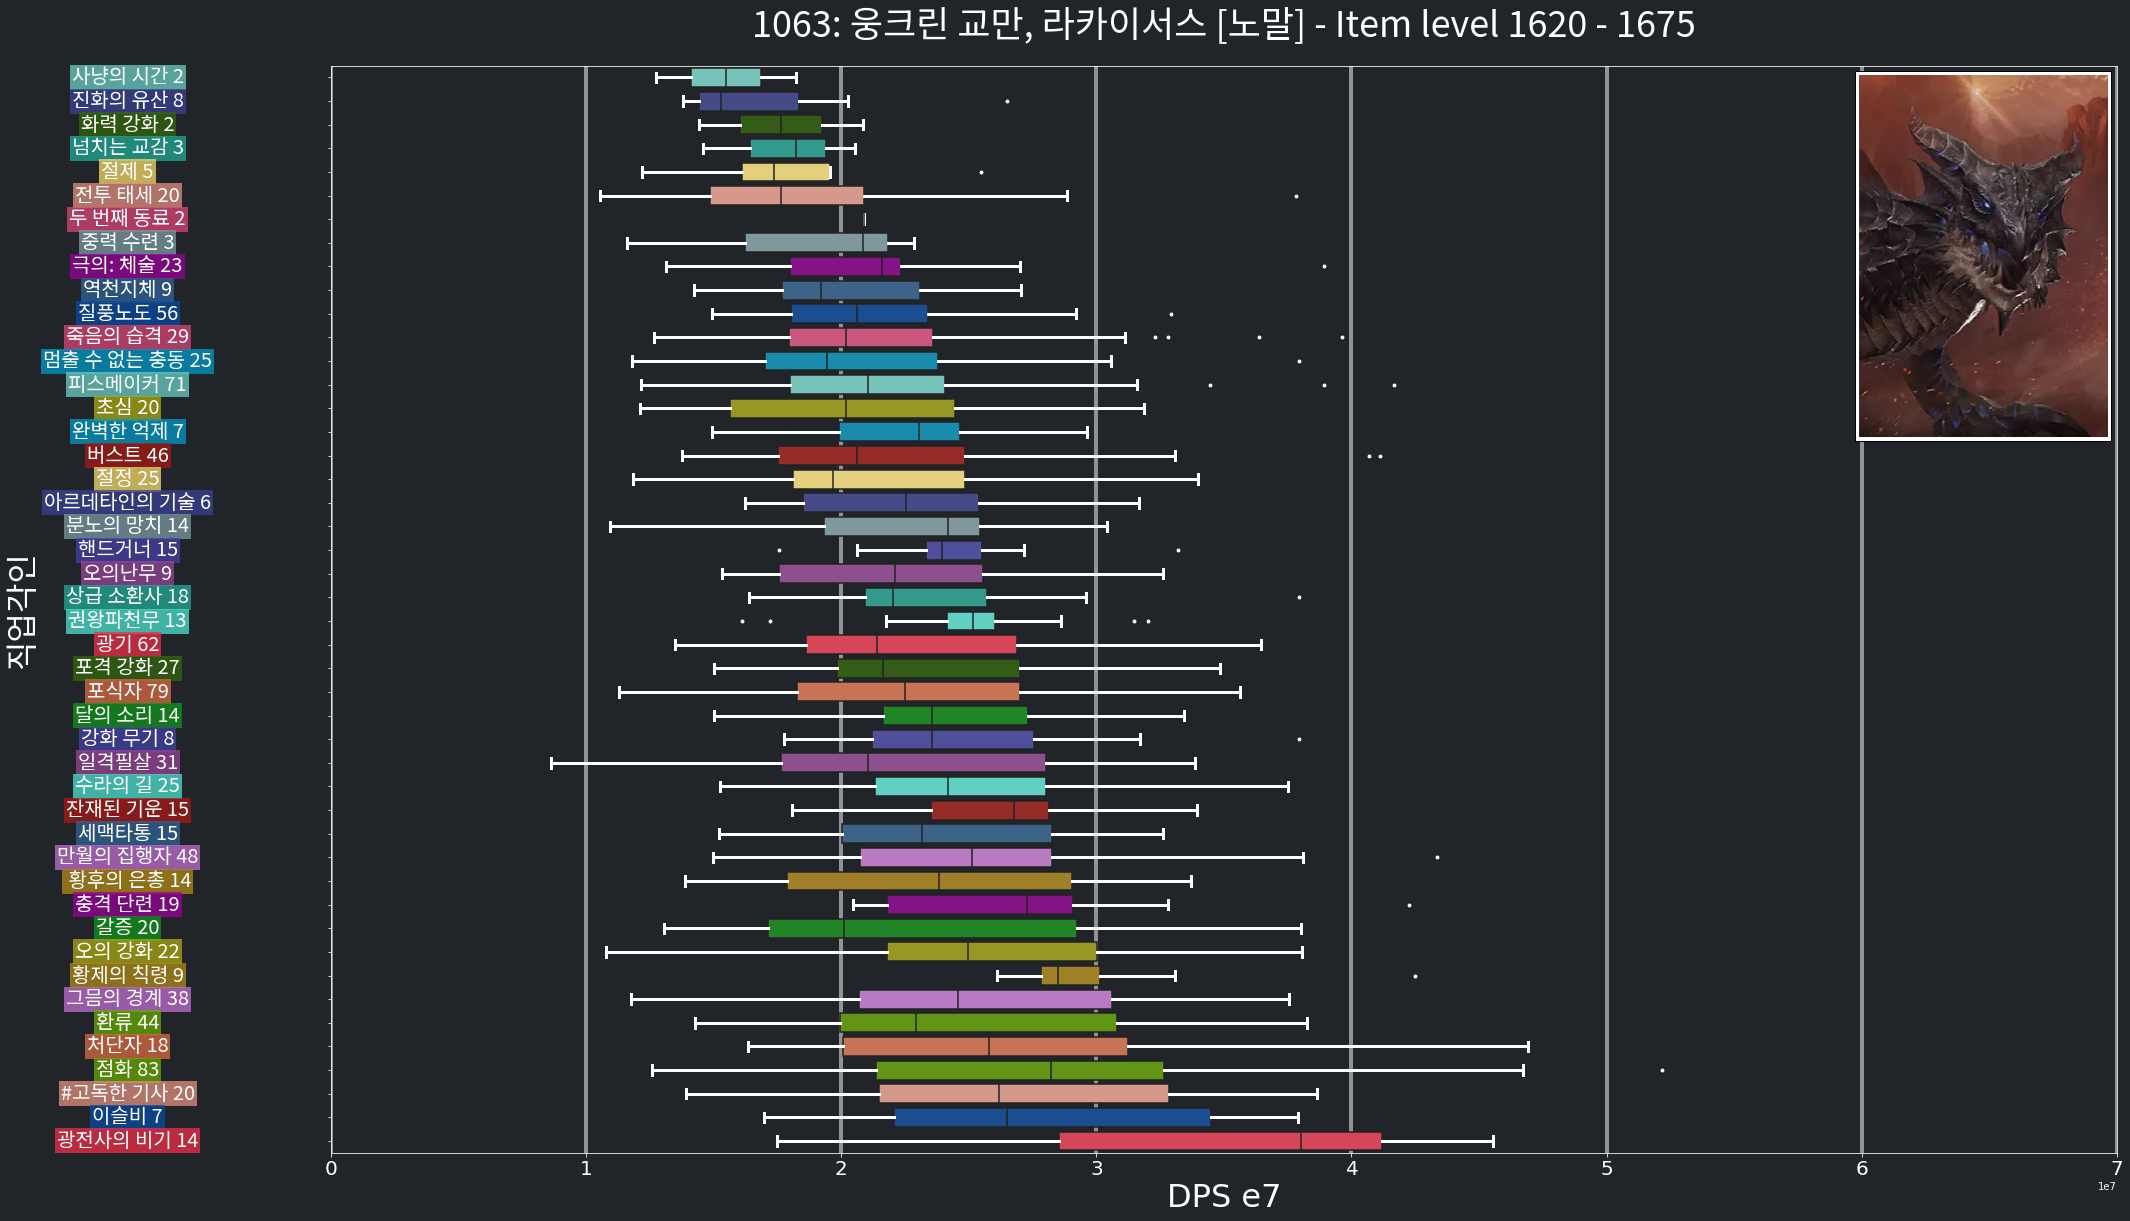 1063: 웅크린 교만, 라카이서스 [노말] - Item level 1620 - 1675
직업각인
사냥의 시간 2
진화의 유산 8
화력 강화 2
넘치는 교감 3
절제 5
전투 태세 20
두 번째 동료 2
중력 수련 3
극의: 체술 23
역천지체 9
질풍노도 56
죽음의 습격 29
멈출 수 없는 충동 25
피스메이커 71
초심 20
완벽한 억제 7
버스트 46
절정 25
아르데타인의 기술 6
분노의 망치 14
핸드거너 15
오의난무 9
상급 소환사 18
권왕파천무 13
광기 62
포격 강화 27
포식자 79
달의 소리 14
강화 무기 8
일격필살 31
수라의 길 25
잔재된 기운 15
세맥타통 15
만월의 집행자 48
황후의 은총 14
충격 단련 19
갈증 20
오의 강화 22
황제의 칙령 9
그믐의 경계 38
환류 44
처단자 18
점화 83
#고독한 기사 20
이슬비 7
광전사의 비기 14
0 1 2 3 4 5 6 7
1e7
DPS e7